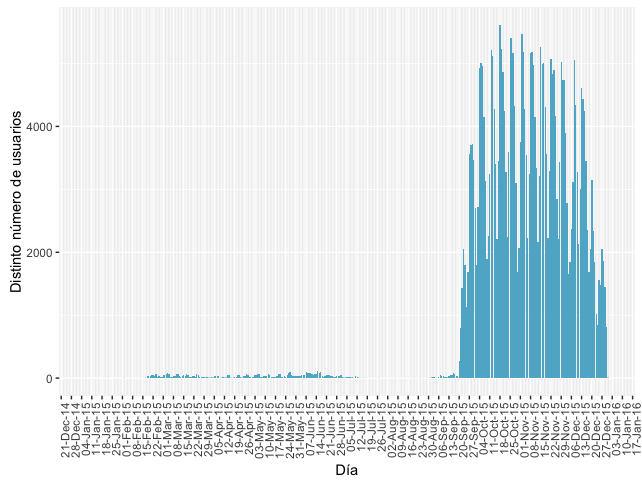 Distinto número de usuarios
4000
2000
0
21-Dec-14
28-Dec-14
04-Jan-15
11-Jan-15
18-Jan-15
25-Jan-15
01-Feb-15
08-Feb-15
15-Feb-15
22-Feb-15
01-Mar-15
08-Mar-15
15-Mar-15
22-Mar-15
29-Mar-15
05-Apr-15
12-Apr-15
19-Apr-15
26-Apr-15
03-May-15
10-May-15
17-May-15
24-May-15
31-May-15
07-Jun-15
14-Jun-15
21-Jun-15
28-Jun-15
05-Jul-15
12-Jul-15
19-Jul-15
26-Jul-15
02-Aug-15
09-Aug-15
16-Aug-15
23-Aug-15
30-Aug-15
06-Sep-15
13-Sep-15
20-Sep-15
27-Sep-15
04-Oct-15
11-Oct-15
18-Oct-15
25-Oct-15
01-Nov-15
08-Nov-15
15-Nov-15
22-Nov-15
29-Nov-15
06-Dec-15
13-Dec-15
20-Dec-15
27-Dec-15
03-Jan-16
10-Jan-16
17-Jan-16
Día